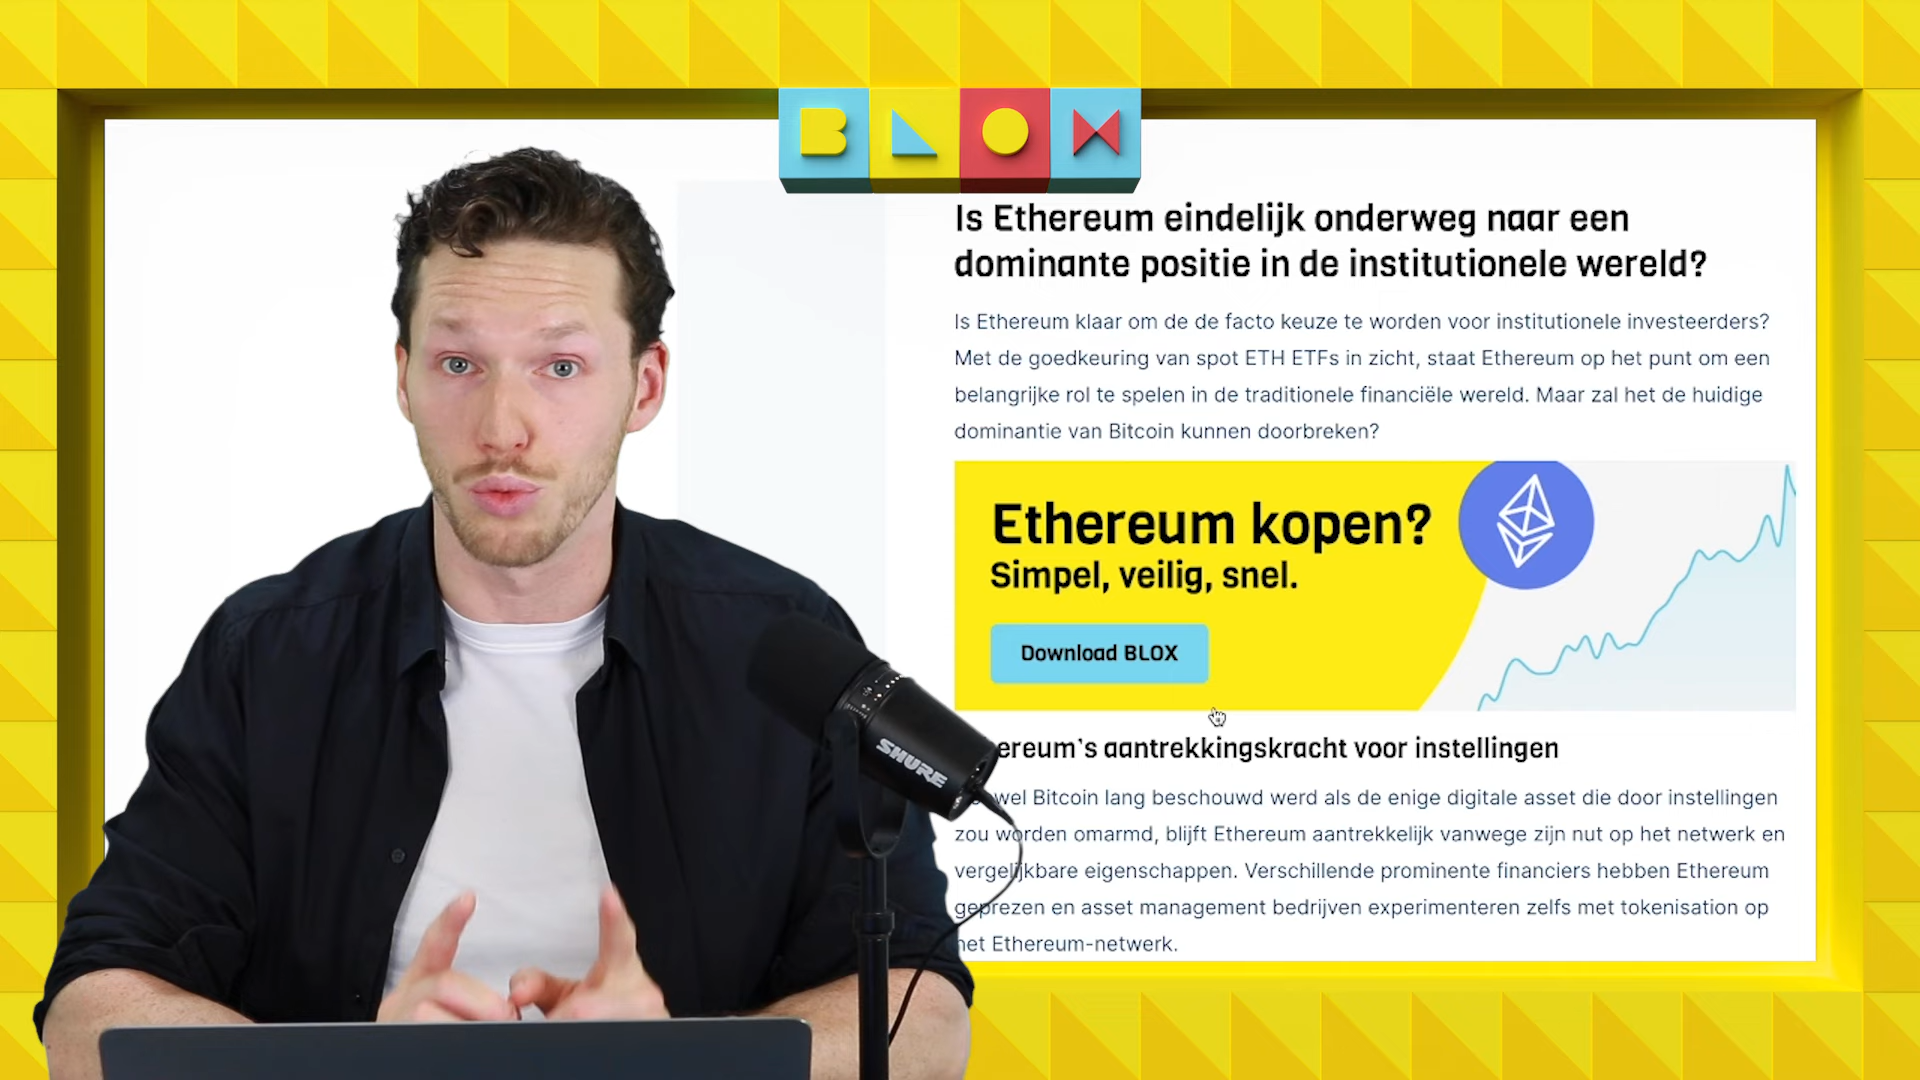 BLOX
Is Ethereum eindelijk onderweg naar een
dominante positie in de institutionele wereld?
Is Ethereum klaar om de de facto keuze te worden voor institutionele investeerders?
Met de goedkeuring van spot ETH ETFs in zicht, staat Ethereum op het punt om een
belangrijke rol te spelen in de traditionele financiële wereld. Maar zal het de huidige
dominantie van Bitcoin kunnen doorbreken?
Ethereum kopen?
Simpel, veilig, snel.
Download BLOX
ereum's aantrekkingskracht voor instellingen
wel Bitcoin lang beschouwd werd als de enige digitale asset die door instellingen
zou worden omarmd, blijft Ethereum aantrekkelijk vanwege zijn nut op het netwerk en
vergelijkbare eigenschappen. Verschillende prominente financiers hebben Ethereum
geprezen en asset management bedrijven experimenteren zelfs met tokenisation op
het Ethereum-netwerk.
SHURE